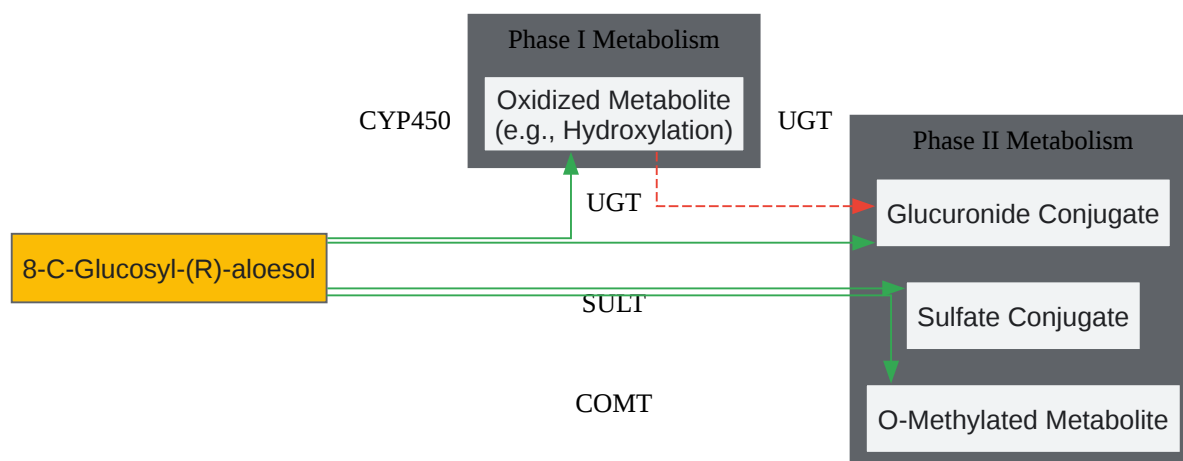 Phase I Metabolism
Oxidized Metabolite
(e.g., Hydroxylation)
CYP450
UGT
Phase II Metabolism
UGT
Glucuronide Conjugate
8-C-Glucosyl-(R)-aloesol
SULT
Sulfate Conjugate
COMT
O-Methylated Metabolite